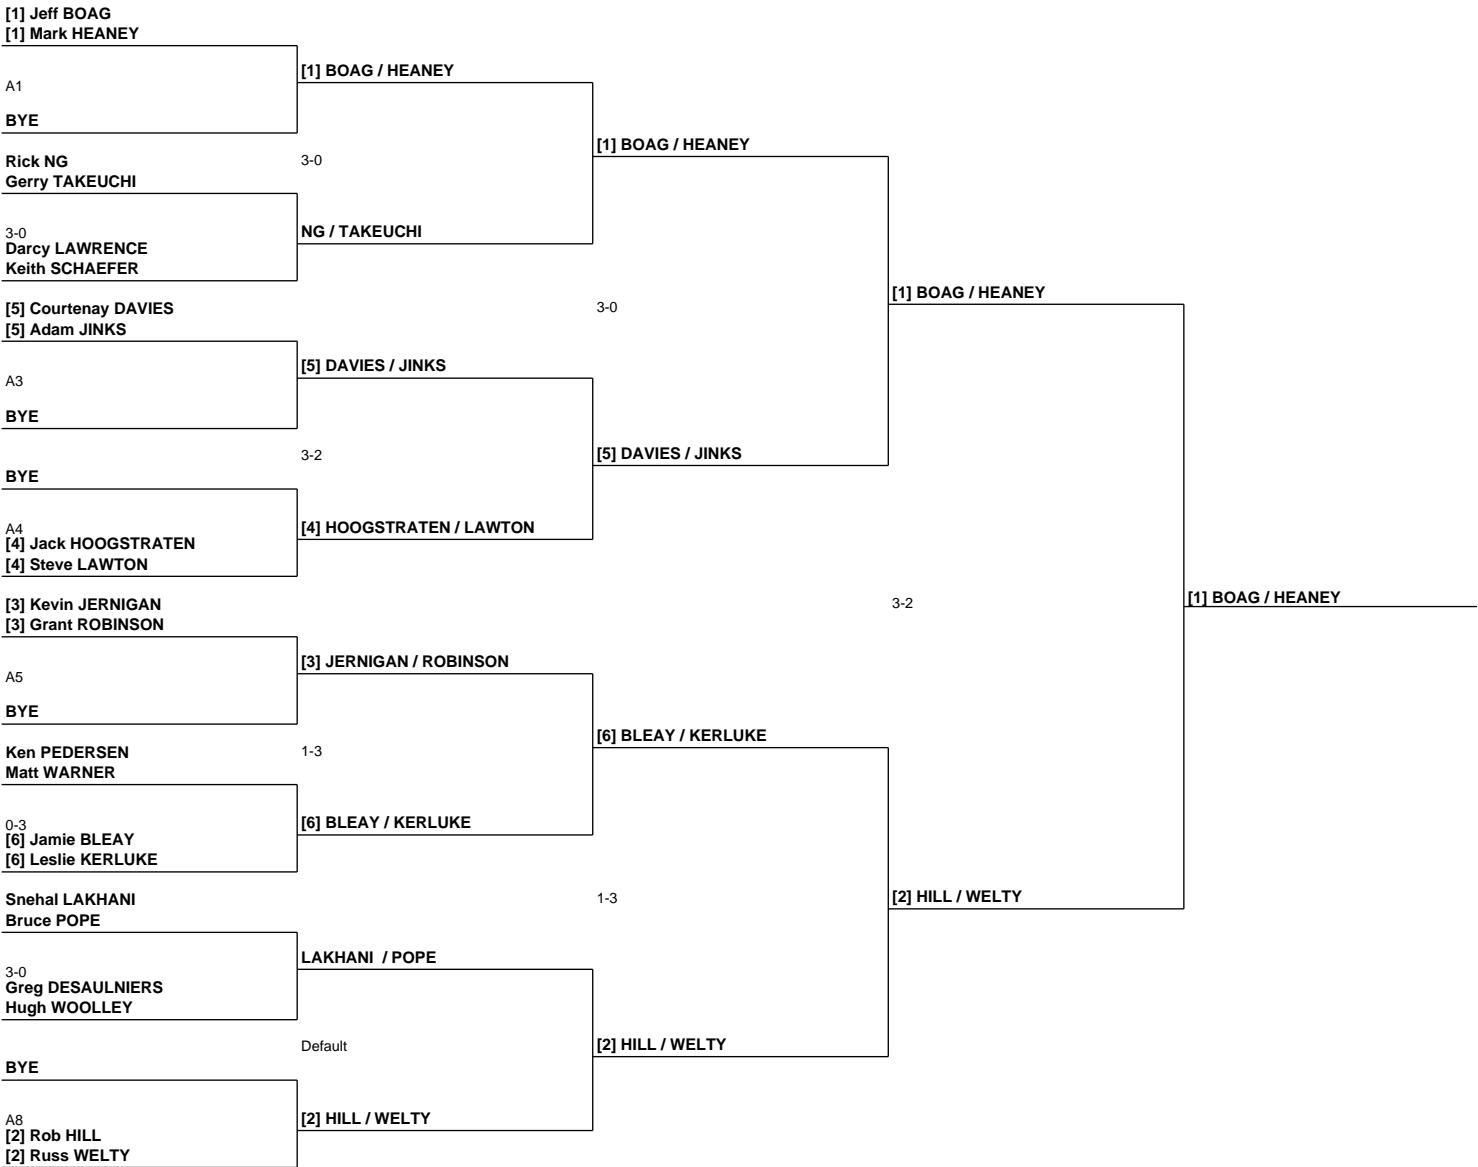 [1] Jeff BOAG
[1] Mark HEANEY
A1
BYE
Rick NG
Gerry TAKEUCHI
3-0
Darcy LAWRENCE
Keith SCHAEFER
[5] Courtenay DAVIES
[5] Adam JINKS
A3
BYE
BYE
A4
[4] Jack HOOGSTRATEN
[4] Steve LAWTON
[3] Kevin JERNIGAN
[3] Grant ROBINSON
A5
BYE
Ken PEDERSEN
Matt WARNER
0-3
[6] Jamie BLEAY
[6] Leslie KERLUKE
Snehal LAKHANI
Bruce POPE
3-0
Greg DESAULNIERS
Hugh WOOLLEY
BYE
A8
[2] Rob HILL
[2] Russ WELTY
[1] BOAG / HEANEY
3-0
NG / TAKEUCHI
[5] DAVIES / JINKS
3-2
[4] HOOGSTRATEN / LAWTON
[3] JERNIGAN / ROBINSON
1-3
[6] BLEAY / KERLUKE
LAKHANI / POPE
Default
[2] HILL / WELTY
[1] BOAG / HEANEY
3-0
[5] DAVIES / JINKS
[6] BLEAY / KERLUKE
1-3
[2] HILL / WELTY
[1] BOAG / HEANEY
3-2
[2] HILL / WELTY
[1] BOAG / HEANEY